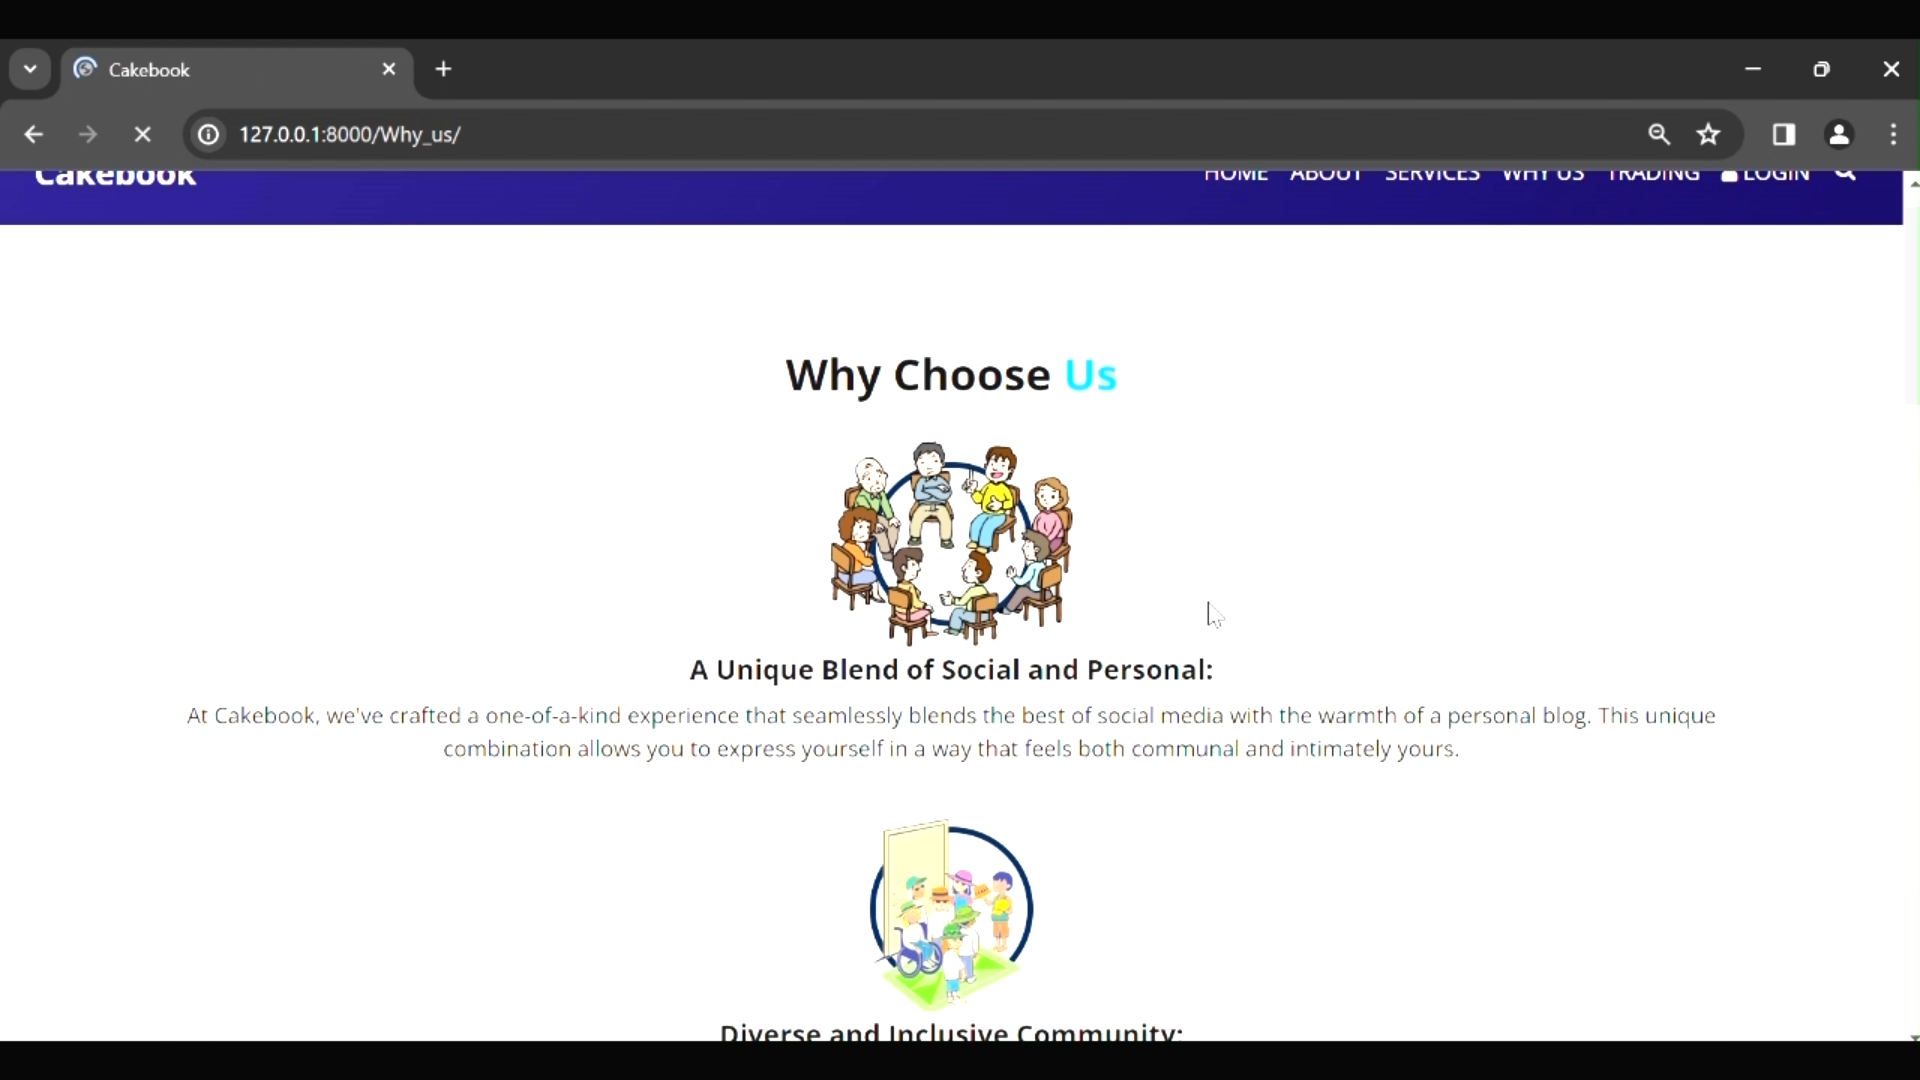 Cakebook
127.0.0.1:8000/Why_us/
Cakebook
HOME ABOUT SERVICES WHY US TRADING LOGIN
Why Choose Us
A Unique Blend of Social and Personal:
At Cakebook, we've crafted a one-of-a-kind experience that seamlessly blends the best of social media with the warmth of a personal blog. This unique
combination allows you to express yourself in a way that feels both communal and intimately yours.
Diverse and Inclusive Community: